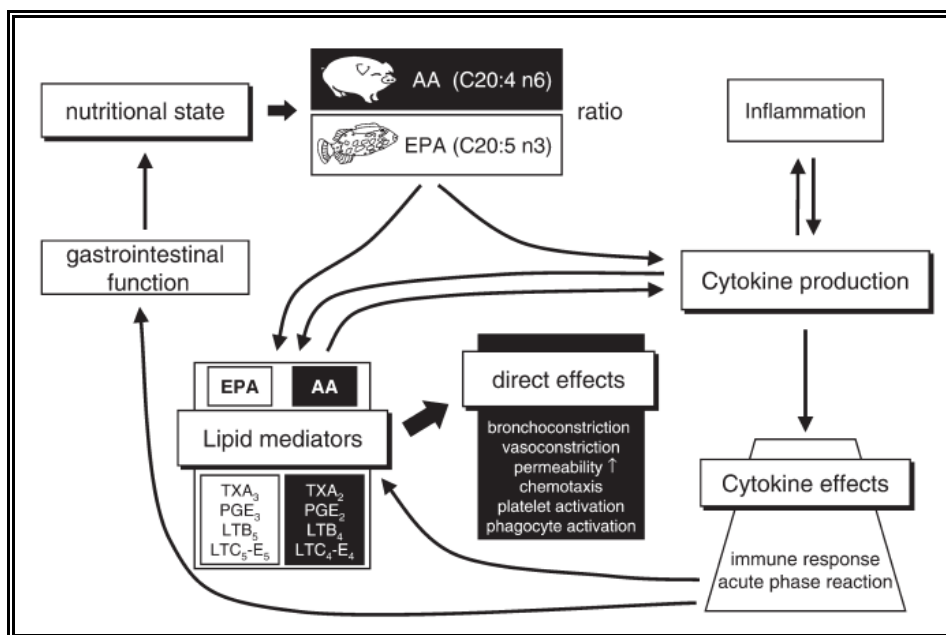 nutritional state
AA (C20:4 n6)
EPA (C20:5 n3)
ratio
Inflammation
gastrointestinal
function
Cytokine production
EPA
AA
Lipid mediators
TXA₃
PGE₃
LTB₅
LTC₅-E₅
TXA₂
PGE₂
LTB₄
LTC₄-E₄
direct effects
bronchoconstriction
vasoconstriction
permeability ↑
chemotaxis
platelet activation
phagocyte activation
Cytokine effects
immune response
acute phase reaction